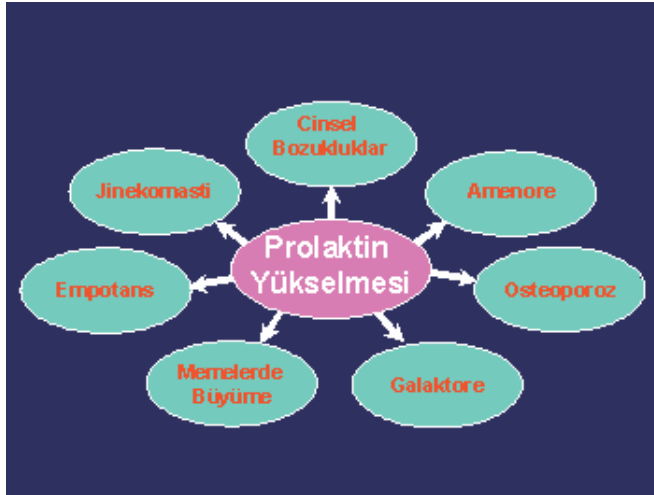 Cinsel
Bozukluklar
Jinekomasti
Amenore
Prolaktin
Yükselmesi
Empotans
Osteoporoz
Memelerde
Büyüme
Galaktore